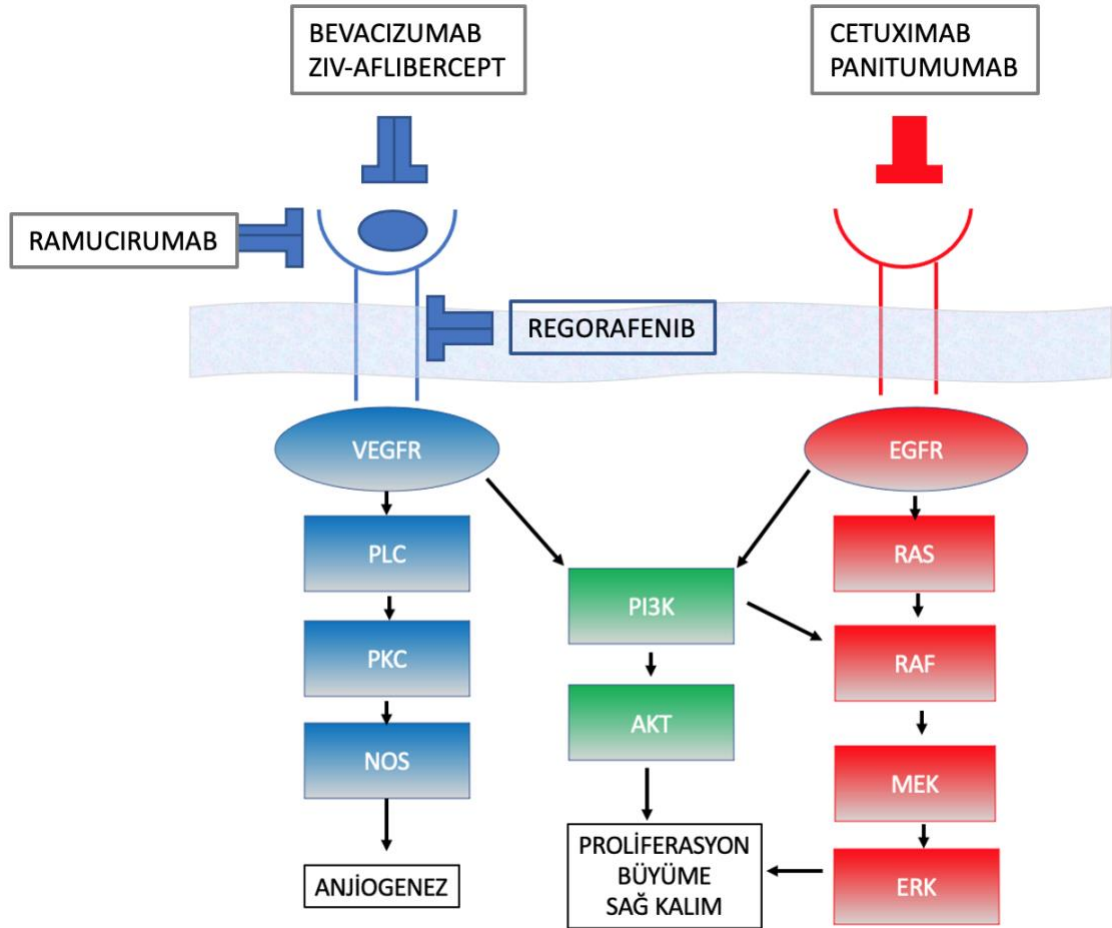 BEVACIZUMAB
ZIV-AFLIBERCEPT
CETUXIMAB
PANITUMUMAB
RAMUCIRUMAB
REGORAFENIB
VEGFR
EGFR
PLC
RAS
PI3K
PKC
RAF
AKT
NOS
MEK
PROLİFERASYON
BÜYÜME
SAĞ KALIM
ANJİOGENEZ
ERK